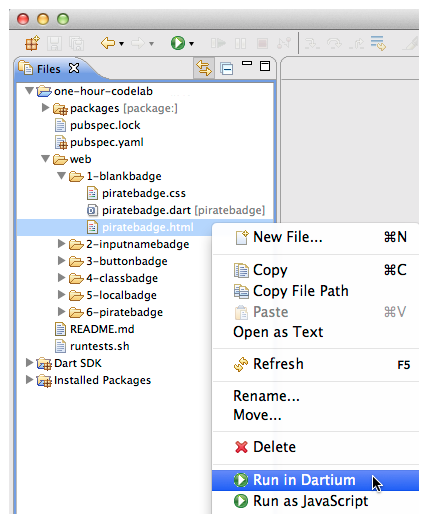 Files
one-hour-codelab
packages [package:]
pubspec.lock
pubspec.yaml
web
1-blankbadge
piratebadge.css
piratebadge.dart [piratebadge]
piratebadge.html
2-inputnamebadge
3-buttonbadge
4-classbadge
5-localbadge
6-piratebadge
README.md
runtests.sh
Dart SDK
Installed Packages
New File... ⌘N
Copy ⌘C
Copy File Path
Paste ⌘V
Open as Text
Refresh F5
Rename...
Move...
Delete
Run in Dartium
Run as JavaScript